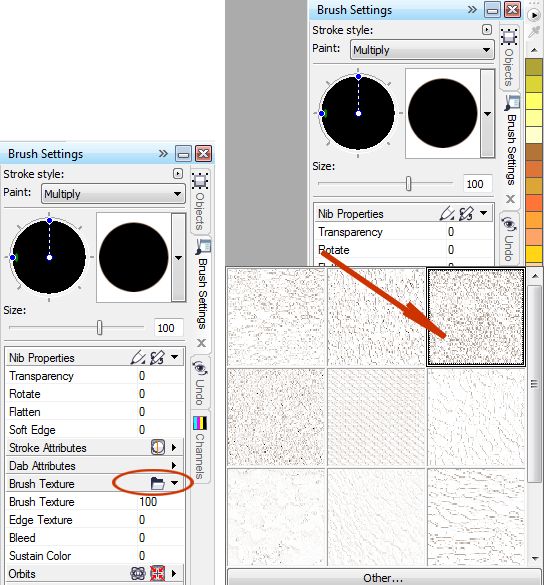 Brush Settings
Stroke style:
Paint: Multiply
Size:
100
Nib Properties
Transparency 0
Rotate 0
Flatten 0
Soft Edge 0
Stroke Attributes
Dab Attributes
Brush Texture
Brush Texture 100
Edge Texture 0
Bleed 0
Sustain Color 0
Orbits
Objects
Brush Settings
Undo
Channels
Brush Settings
Stroke style:
Paint: Multiply
Size:
100
Nib Properties
Transparency 0
Rotate 0
Objects
Brush Settings
Undo
Other...